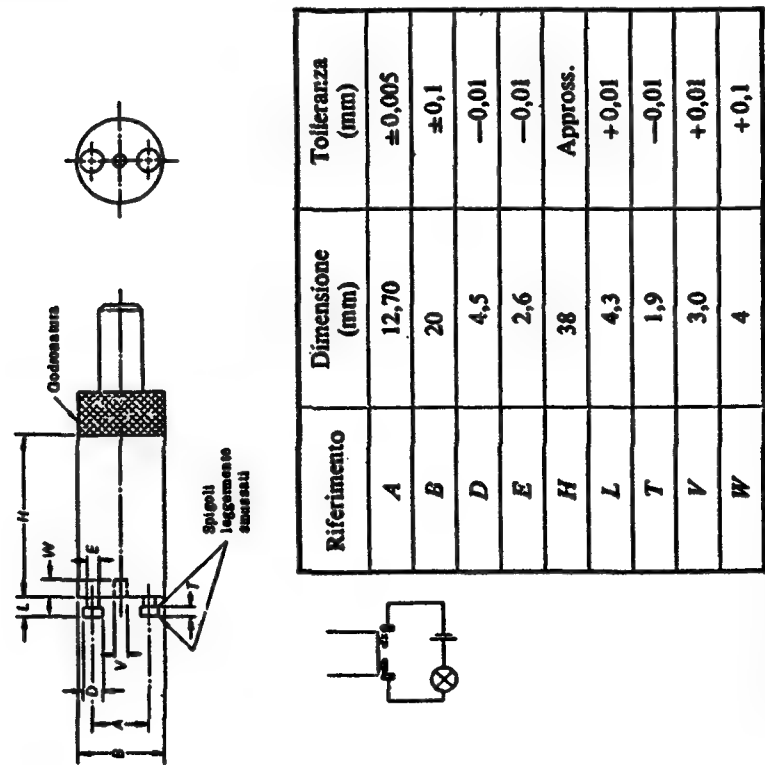 Godronatura
H
L
W
E
D
V
T
A
B
Spigoli
leggermente
smussati
Riferimento Dimensione (mm) Tolleranza (mm)
A 12,70 ±0,005
B 20 ±0,1
D 4,5 —0,01
E 2,6 —0,01
H 38 Appross.
L 4,3 +0,01
T 1,9 —0,01
V 3,0 +0,01
W 4 +0,1